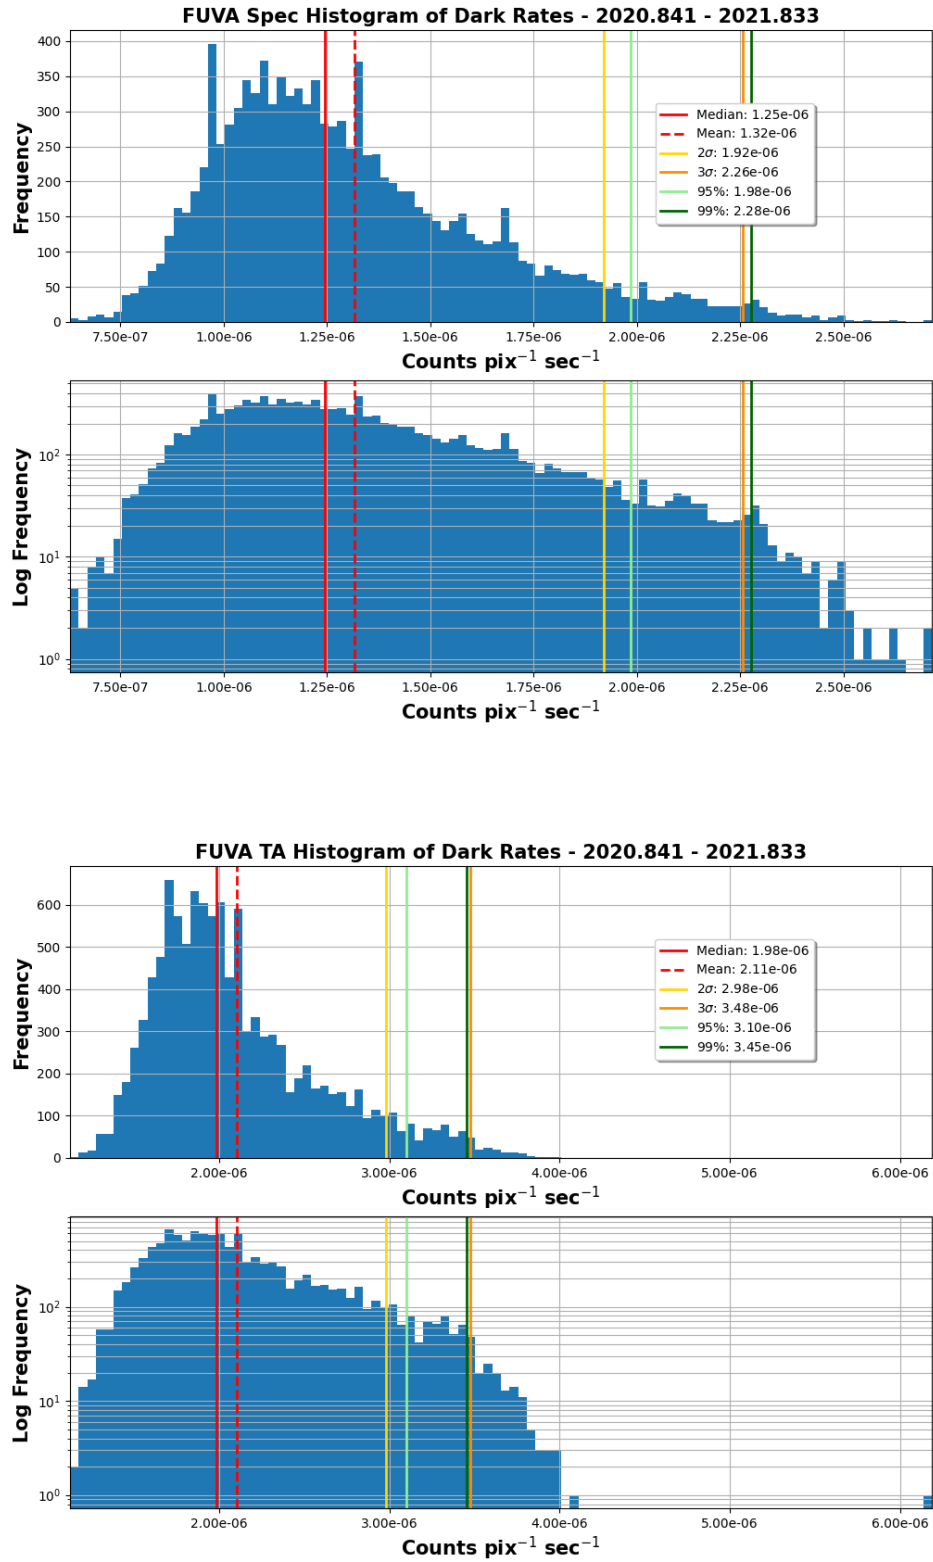 FUVA Spec Histogram of Dark Rates - 2020.841 - 2021.833
400
350
300
250
200
150
100
50
0
Frequency
Median: 1.25e-06
Mean: 1.32e-06
2σ: 1.92e-06
3σ: 2.26e-06
95%: 1.98e-06
99%: 2.28e-06
7.50e-07 1.00e-06 1.25e-06 1.50e-06 1.75e-06 2.00e-06 2.25e-06 2.50e-06
Counts pix⁻¹ sec⁻¹
10²
10¹
10⁰
Log Frequency
7.50e-07 1.00e-06 1.25e-06 1.50e-06 1.75e-06 2.00e-06 2.25e-06 2.50e-06
Counts pix⁻¹ sec⁻¹
FUVA TA Histogram of Dark Rates - 2020.841 - 2021.833
600
500
400
300
200
100
0
Frequency
Median: 1.98e-06
Mean: 2.11e-06
2σ: 2.98e-06
3σ: 3.48e-06
95%: 3.10e-06
99%: 3.45e-06
2.00e-06 3.00e-06 4.00e-06 5.00e-06 6.00e-06
Counts pix⁻¹ sec⁻¹
10²
10¹
10⁰
Log Frequency
2.00e-06 3.00e-06 4.00e-06 5.00e-06 6.00e-06
Counts pix⁻¹ sec⁻¹